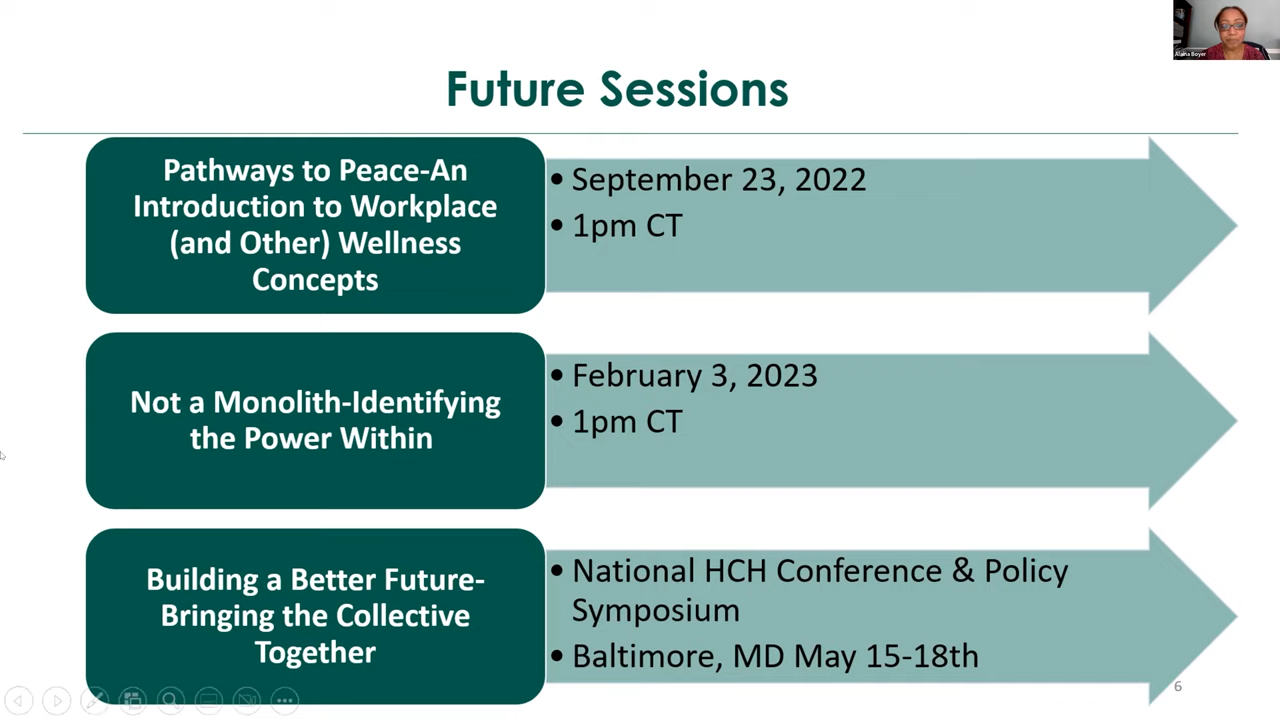 Alaina Boyer
Future Sessions
Pathways to Peace-An
Introduction to Workplace
(and Other) Wellness
Concepts
• September 23, 2022
• 1pm CT
Not a Monolith-Identifying
the Power Within
• February 3, 2023
• 1pm CT
Building a Better Future-
Bringing the Collective
Together
• National HCH Conference & Policy
Symposium
• Baltimore, MD May 15-18th
6